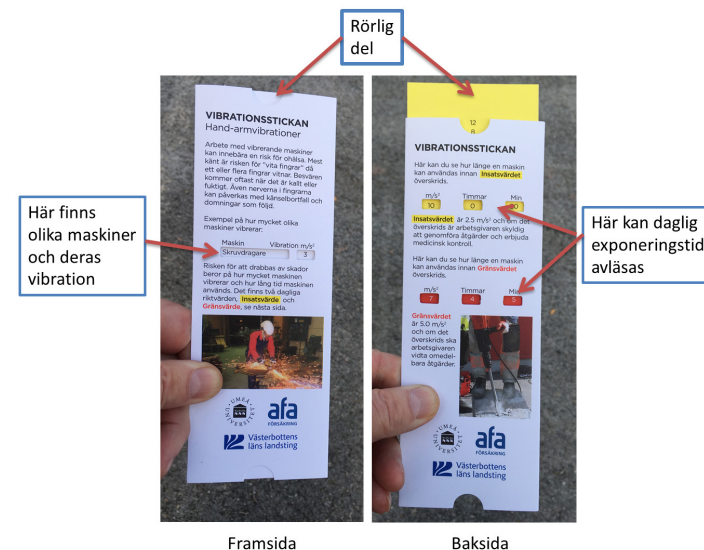 Rörlig
del
VIBRATIONSSTICKAN
Hand-armvibrationer
Arbete med vibrerande maskiner
kan innebära en risk för ohälsa. Mest
känt är risken för "vita fingrar" då
ett eller flera fingrar vitnar. Besvären
kommer oftast när det är kallt eller
fuktigt. Även nerverna i fingrarna
kan påverkas med känselbortfall och
domningar som följd.
Exempel på hur mycket olika
maskiner vibrerar:
Maskin Vibration m/s²
Skruvdragare 3
Risken för att drabbas av skador
beror på hur mycket maskinen
vibrerar och hur lång tid maskinen
används. Det finns två dagliga
riktvärden, Insatsvärde och
Gränsvärde, se nästa sida.
UMEÅ
UNIVERSITET
afa
FÖRSÄKRING
Västerbottens
läns landsting
Här finns
olika maskiner
och deras
vibration
12
VIBRATIONSSTICKAN
Här kan du se hur länge en maskin
kan användas innan Insatsvärdet
överskrids.
m/s² Timmar Min
10 0
Insatsvärdet är 2.5 m/s² och om det
överskrids är arbetsgivaren skyldig
att genomföra åtgärder och erbjuda
medicinsk kontroll.
Här kan du se hur länge en maskin
kan användas innan Gränsvärdet
överskrids.
m/s² Timmar Min
7 4 5
Gränsvärdet
är 5.0 m/s²
och om det
överskrids ska
arbetsgivaren
vidta omedel-
bara åtgärder.
UMEÅ
UNIVERSITET
afa
FÖRSÄKRING
Västerbottens
läns landsting
Här kan daglig
exponeringstid
avläsas
Framsida
Baksida